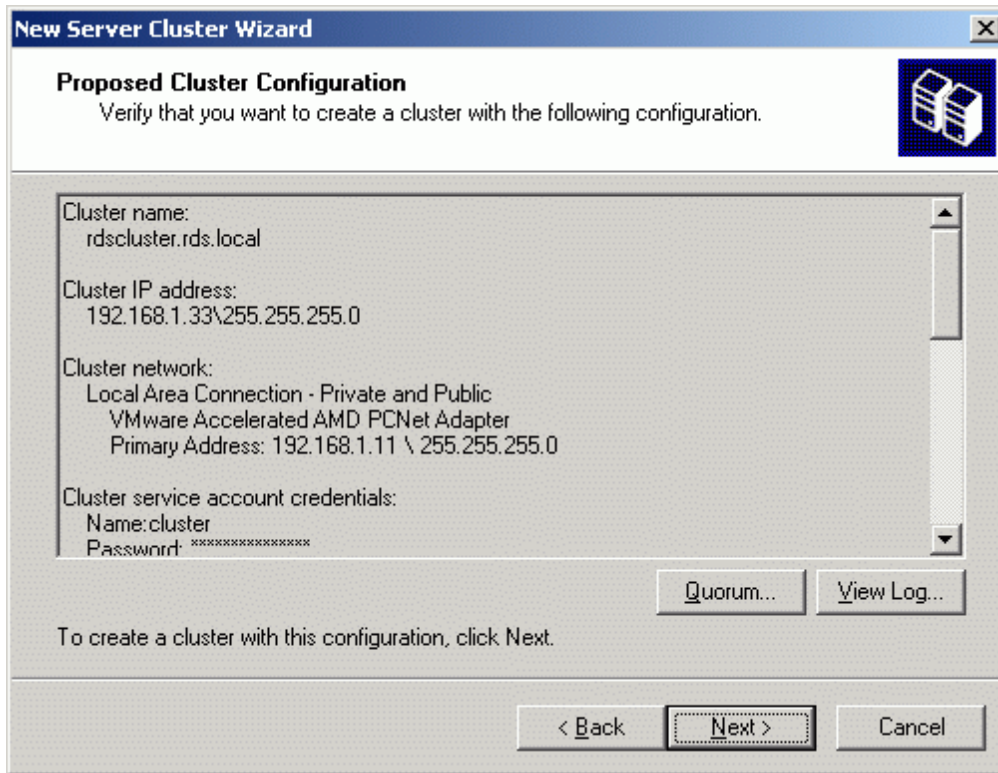 New Server Cluster Wizard
Proposed Cluster Configuration
Verify that you want to create a cluster with the following configuration.
Cluster name:
rdscluster.rds.local
Cluster IP address:
192.168.1.33\255.255.255.0
Cluster network:
Local Area Connection - Private and Public
VMware Accelerated AMD PCNet Adapter
Primary Address: 192.168.1.11 \ 255.255.255.0
Cluster service account credentials:
Name:cluster
Password: ***************
Quorum... View Log...
To create a cluster with this configuration, click Next.
< Back Next > Cancel